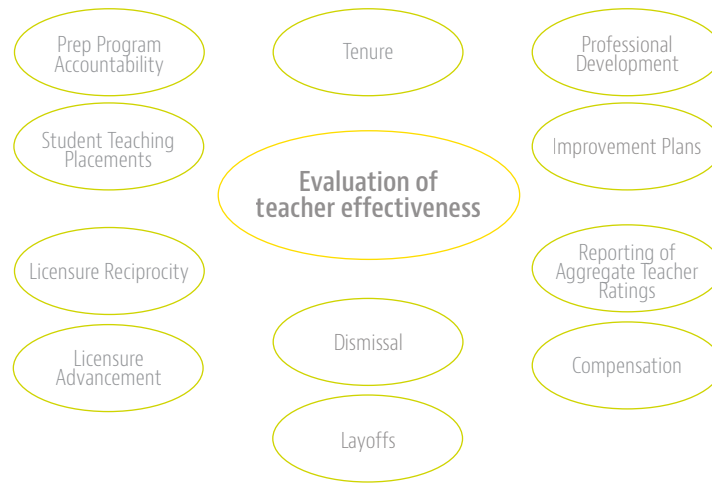 Prep Program
Accountability
Tenure
Professional
Development
Student Teaching
Placements
Improvement Plans
Evaluation of
teacher effectiveness
Licensure Reciprocity
Reporting of
Aggregate Teacher
Ratings
Dismissal
Licensure
Advancement
Compensation
Layoffs